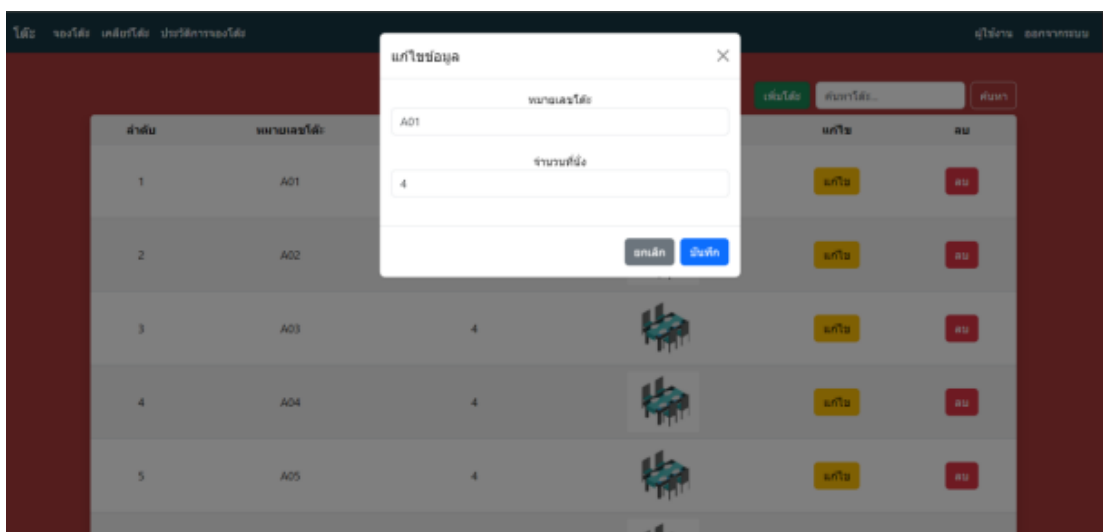 โต๊ะ จองโต๊ะ เคลียร์โต๊ะ ประวัติการจองโต๊ะ ผู้ใช้งาน ออกจากระบบ
แก้ไขข้อมูล
หมายเลขโต๊ะ
A01
จำนวนที่นั่ง
4
ยกเลิก บันทึก
เพิ่มโต๊ะ ค้นหาโต๊ะ... ค้นหา
ลำดับ หมายเลขโต๊ะ แก้ไข ลบ
1 A01 แก้ไข ลบ
2 A02 แก้ไข ลบ
3 A03 4 แก้ไข ลบ
4 A04 4 แก้ไข ลบ
5 A05 4 แก้ไข ลบ